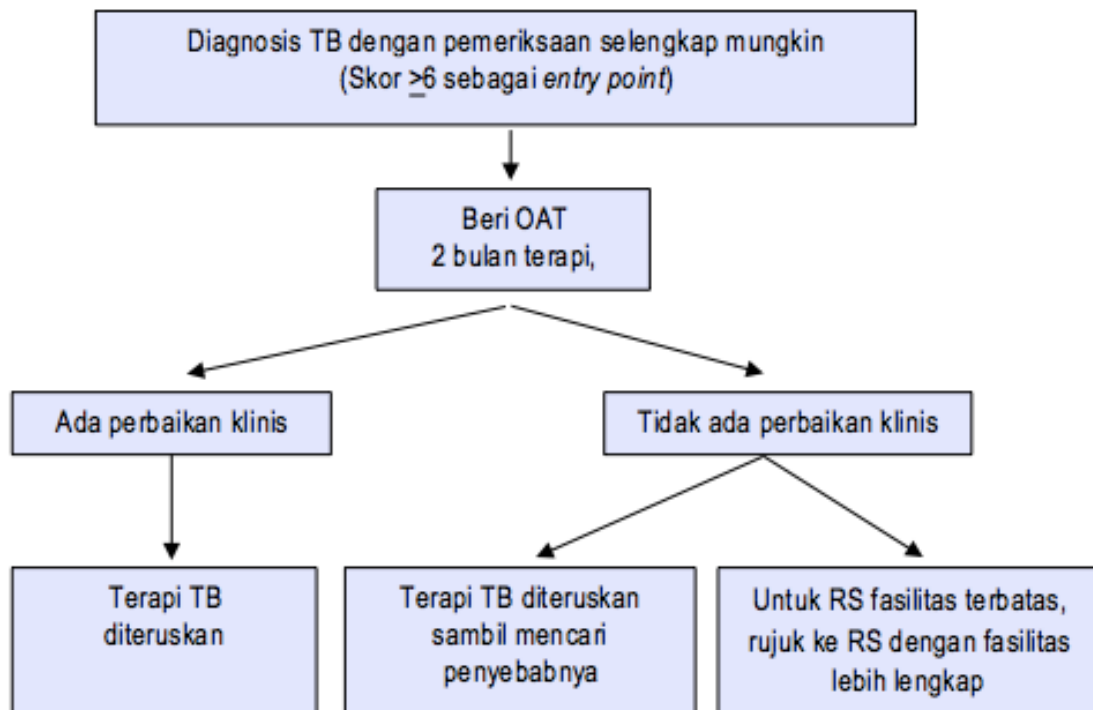 Diagnosis TB dengan pemeriksaan selengkap mungkin
(Skor ≥6 sebagai entry point)
Beri OAT
2 bulan terapi,
Ada perbaikan klinis
Tidak ada perbaikan klinis
Terapi TB
diteruskan
Terapi TB diteruskan
sambil mencari
penyebabnya
Untuk RS fasilitas terbatas,
rujuk ke RS dengan fasilitas
lebih lengkap